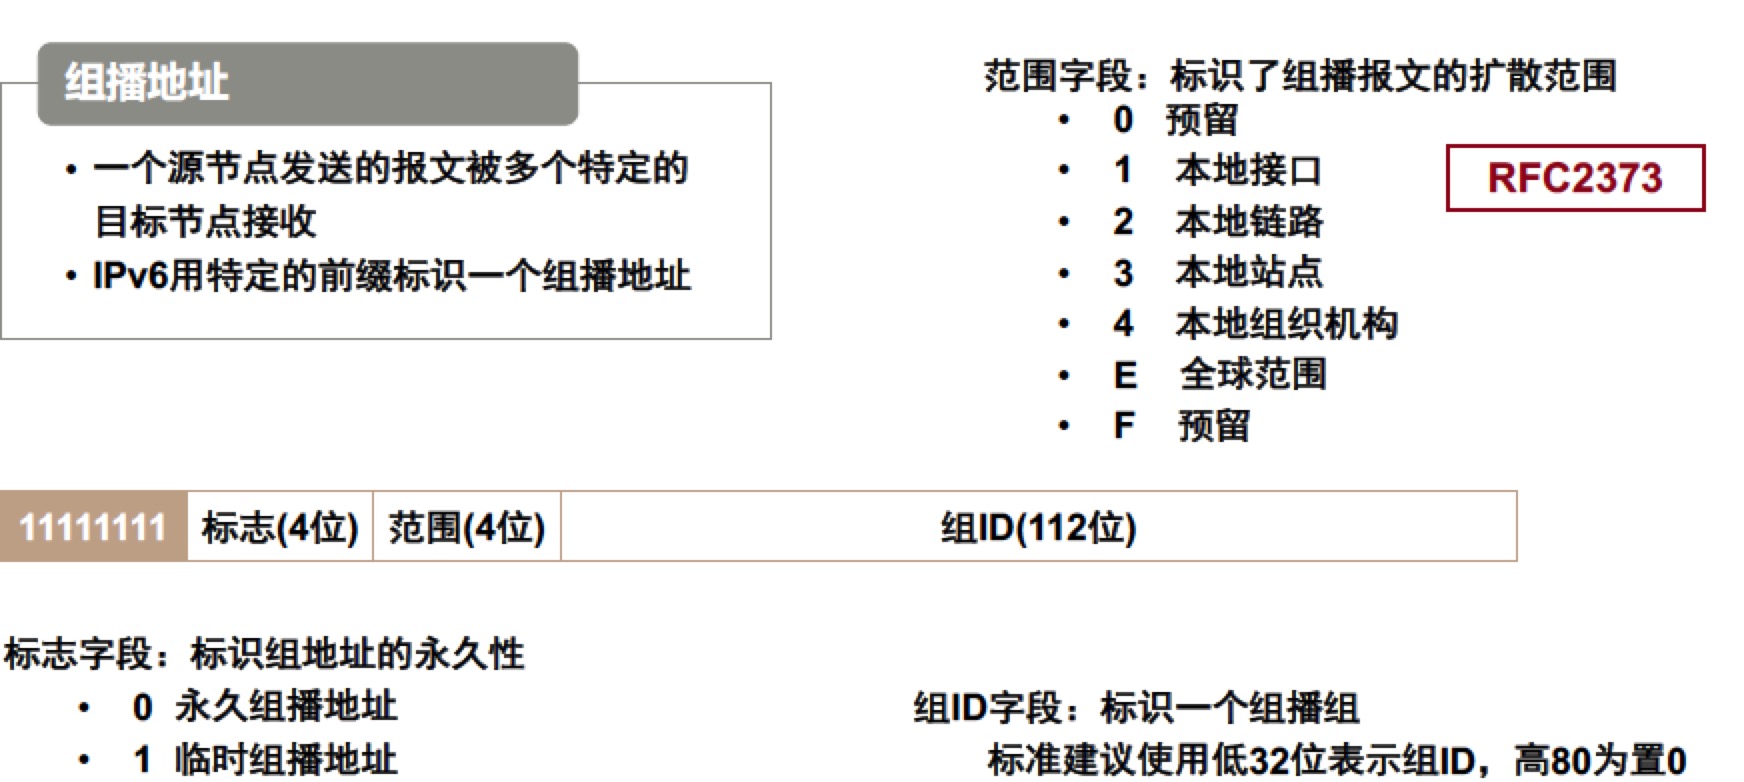 组播地址
• 一个源节点发送的报文被多个特定的
目标节点接收
• IPv6用特定的前缀标识一个组播地址
范围字段：标识了组播报文的扩散范围
• 0 预留
• 1 本地接口
• 2 本地链路
• 3 本地站点
• 4 本地组织机构
• E 全球范围
• F 预留
RFC2373
11111111 标志(4位) 范围(4位) 组ID(112位)
标志字段：标识组地址的永久性
• 0 永久组播地址
• 1 临时组播地址
组ID字段：标识一个组播组
标准建议使用低32位表示组ID，高80为置0